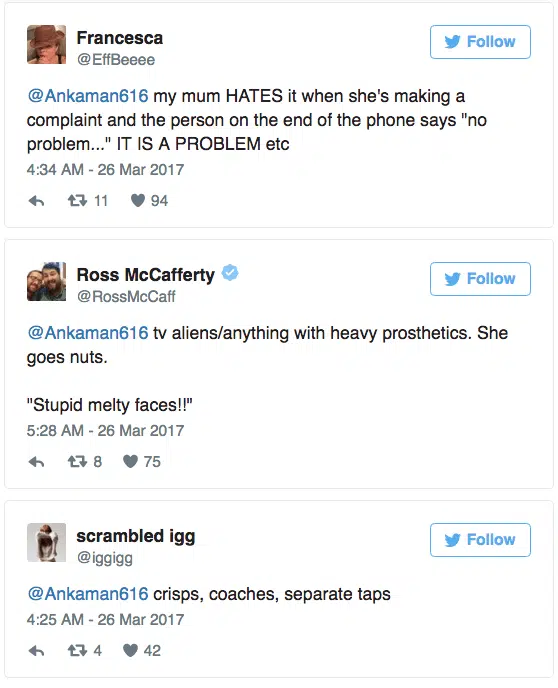 Francesca
Follow
@EffBeeee
@Ankaman616 my mum HATES it when she's making a
complaint and the person on the end of the phone says "no
problem..." IT IS A PROBLEM etc
4:34 AM - 26 Mar 2017
11 94
Ross McCafferty
Follow
@RossMcCaff
@Ankaman616 tv aliens/anything with heavy prosthetics. She
goes nuts.
"Stupid melty faces!!"
5:28 AM - 26 Mar 2017
8 75
scrambled igg
Follow
@iggigg
@Ankaman616 crisps, coaches, separate taps
4:25 AM - 26 Mar 2017
4 42